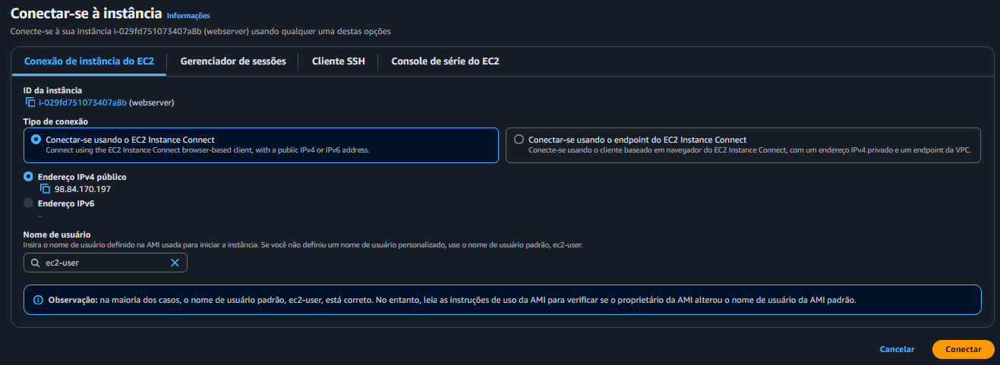 Conectar-se à instância Informações
Conecte-se à sua instância i-029fd751073407a8b (webserver) usando qualquer uma destas opções
Conexão de instância do EC2 Gerenciador de sessões Cliente SSH Console de série do EC2
ID da instância
i-029fd751073407a8b (webserver)
Tipo de conexão
Conectar-se usando o EC2 Instance Connect
Connect using the EC2 Instance Connect browser-based client, with a public IPv4 or IPv6 address.
Conectar-se usando o endpoint do EC2 Instance Connect
Conecte-se usando o cliente baseado em navegador do EC2 Instance Connect, com um endereço IPv4 privado e um endpoint da VPC.
Endereço IPv4 público
98.84.170.197
Endereço IPv6
–
Nome de usuário
Insira o nome de usuário definido na AMI usada para iniciar a instância. Se você não definiu um nome de usuário personalizado, use o nome de usuário padrão, ec2-user.
ec2-user
Observação: na maioria dos casos, o nome de usuário padrão, ec2-user, está correto. No entanto, leia as instruções de uso da AMI para verificar se o proprietário da AMI alterou o nome de usuário da AMI padrão.
Cancelar Conectar